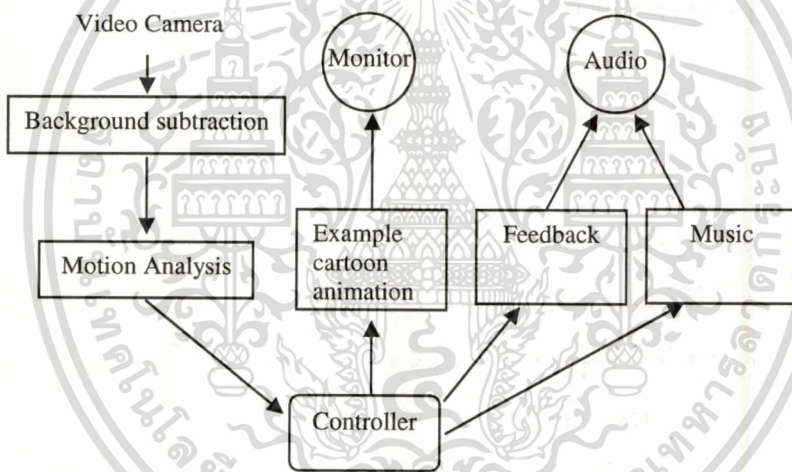 Video Camera
Monitor
Audio
Background subtraction
Motion Analysis
Example
cartoon
animation
Feedback
Music
Controller